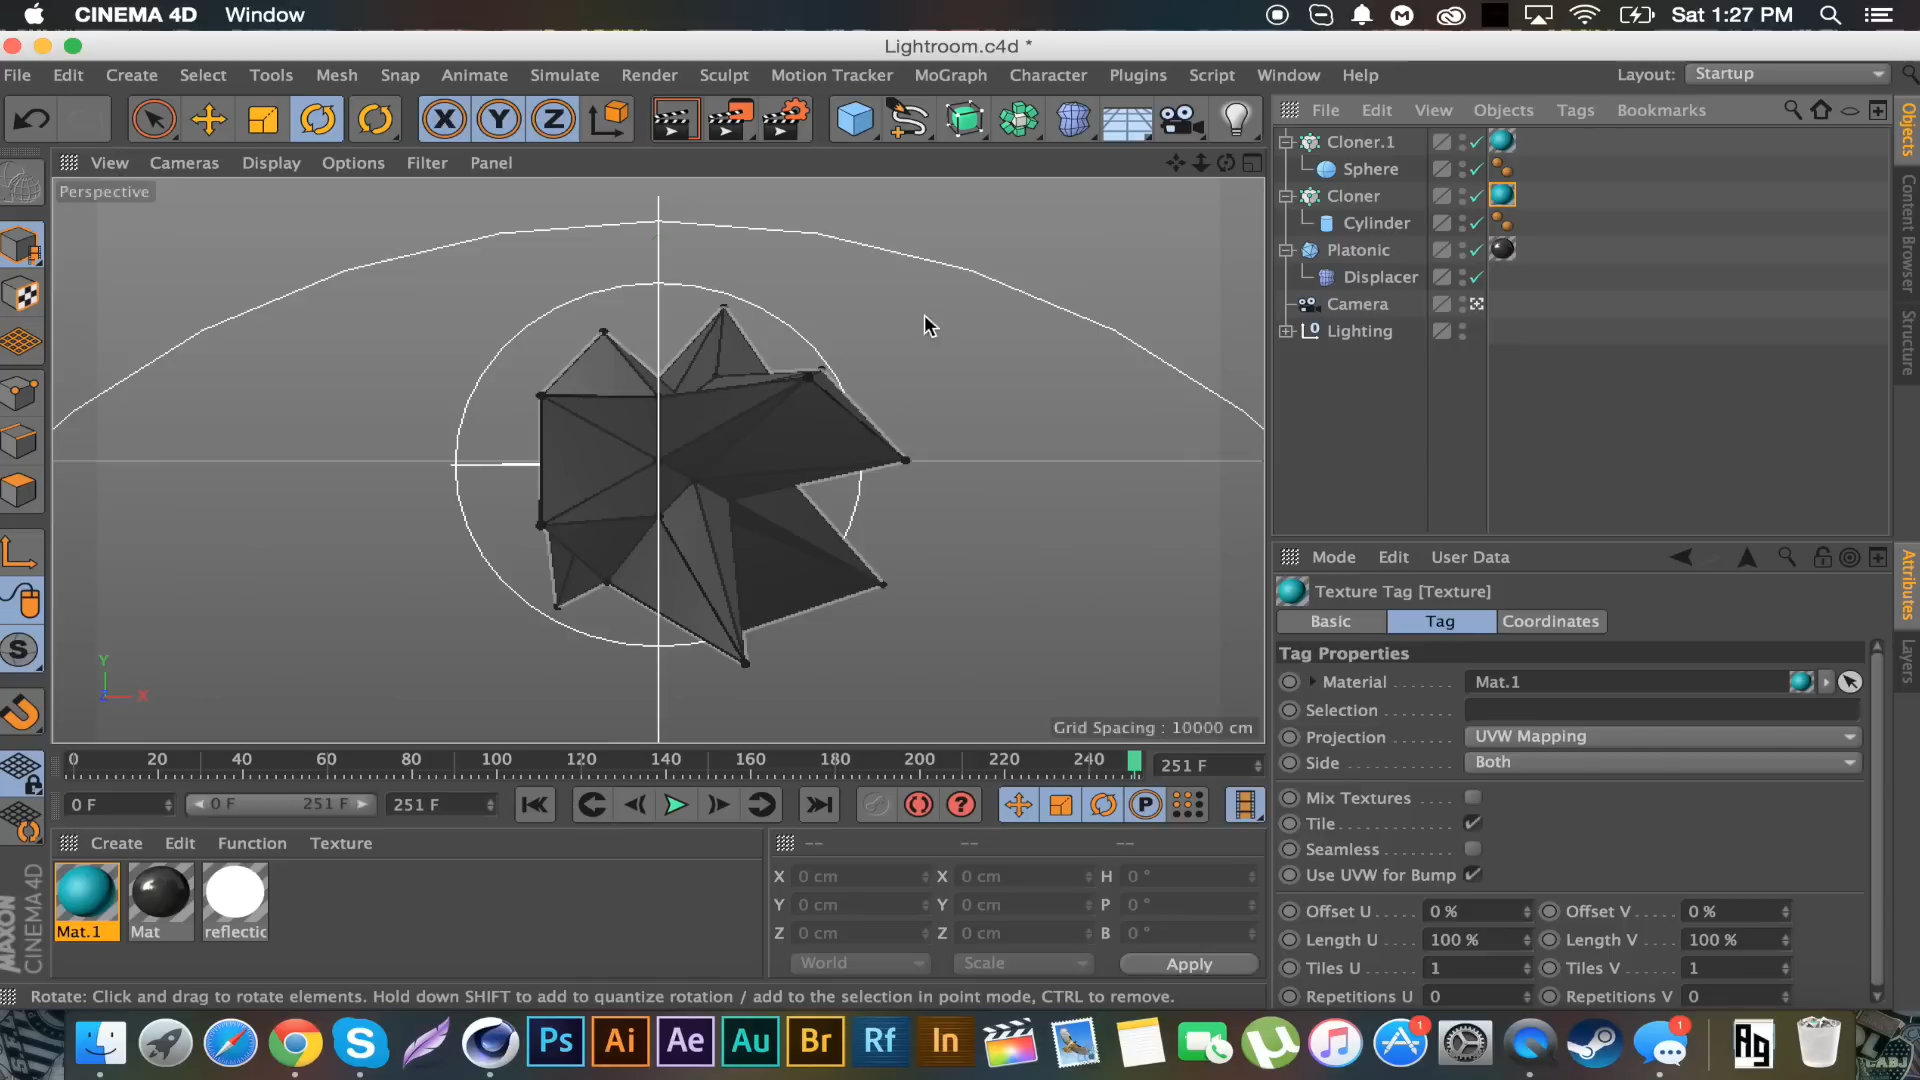 CINEMA 4D Window Sat 1:27 PM
Lightroom.c4d *
File Edit Create Select Tools Mesh Snap Animate Simulate Render Sculpt Motion Tracker MoGraph Character Plugins Script Window Help Layout: Startup
X Y Z
File Edit View Objects Tags Bookmarks
View Cameras Display Options Filter Panel
Perspective
Cloner.1
Sphere
Cloner
Cylinder
Platonic
Displacer
Camera
Lighting
Objects
Content Browser
Structure
Y
Z X
Grid Spacing : 10000 cm
Mode Edit User Data
Texture Tag [Texture]
Basic Tag Coordinates
Tag Properties
Material Mat.1
Selection
Projection UVW Mapping
Side Both
Mix Textures
Tile
Seamless
Use UVW for Bump
Offset U 0 % Offset V 0 %
Length U 100 % Length V 100 %
Tiles U 1 Tiles V 1
Repetitions U 0 Repetitions V 0
Attributes
Layers
0 20 40 60 80 100 120 140 160 180 200 220 240 251 F
0 F 0 F 251 F 251 F
Create Edit Function Texture
Mat.1 Mat reflectic
-- -- --
X 0 cm X 0 cm H 0 °
Y 0 cm Y 0 cm P 0 °
Z 0 cm Z 0 cm B 0 °
World Scale Apply
MAXON CINEMA 4D
Rotate: Click and drag to rotate elements. Hold down SHIFT to add to quantize rotation / add to the selection in point mode, CTRL to remove.
Ps Ai Ae Au Br Rf In 1 1 Ag